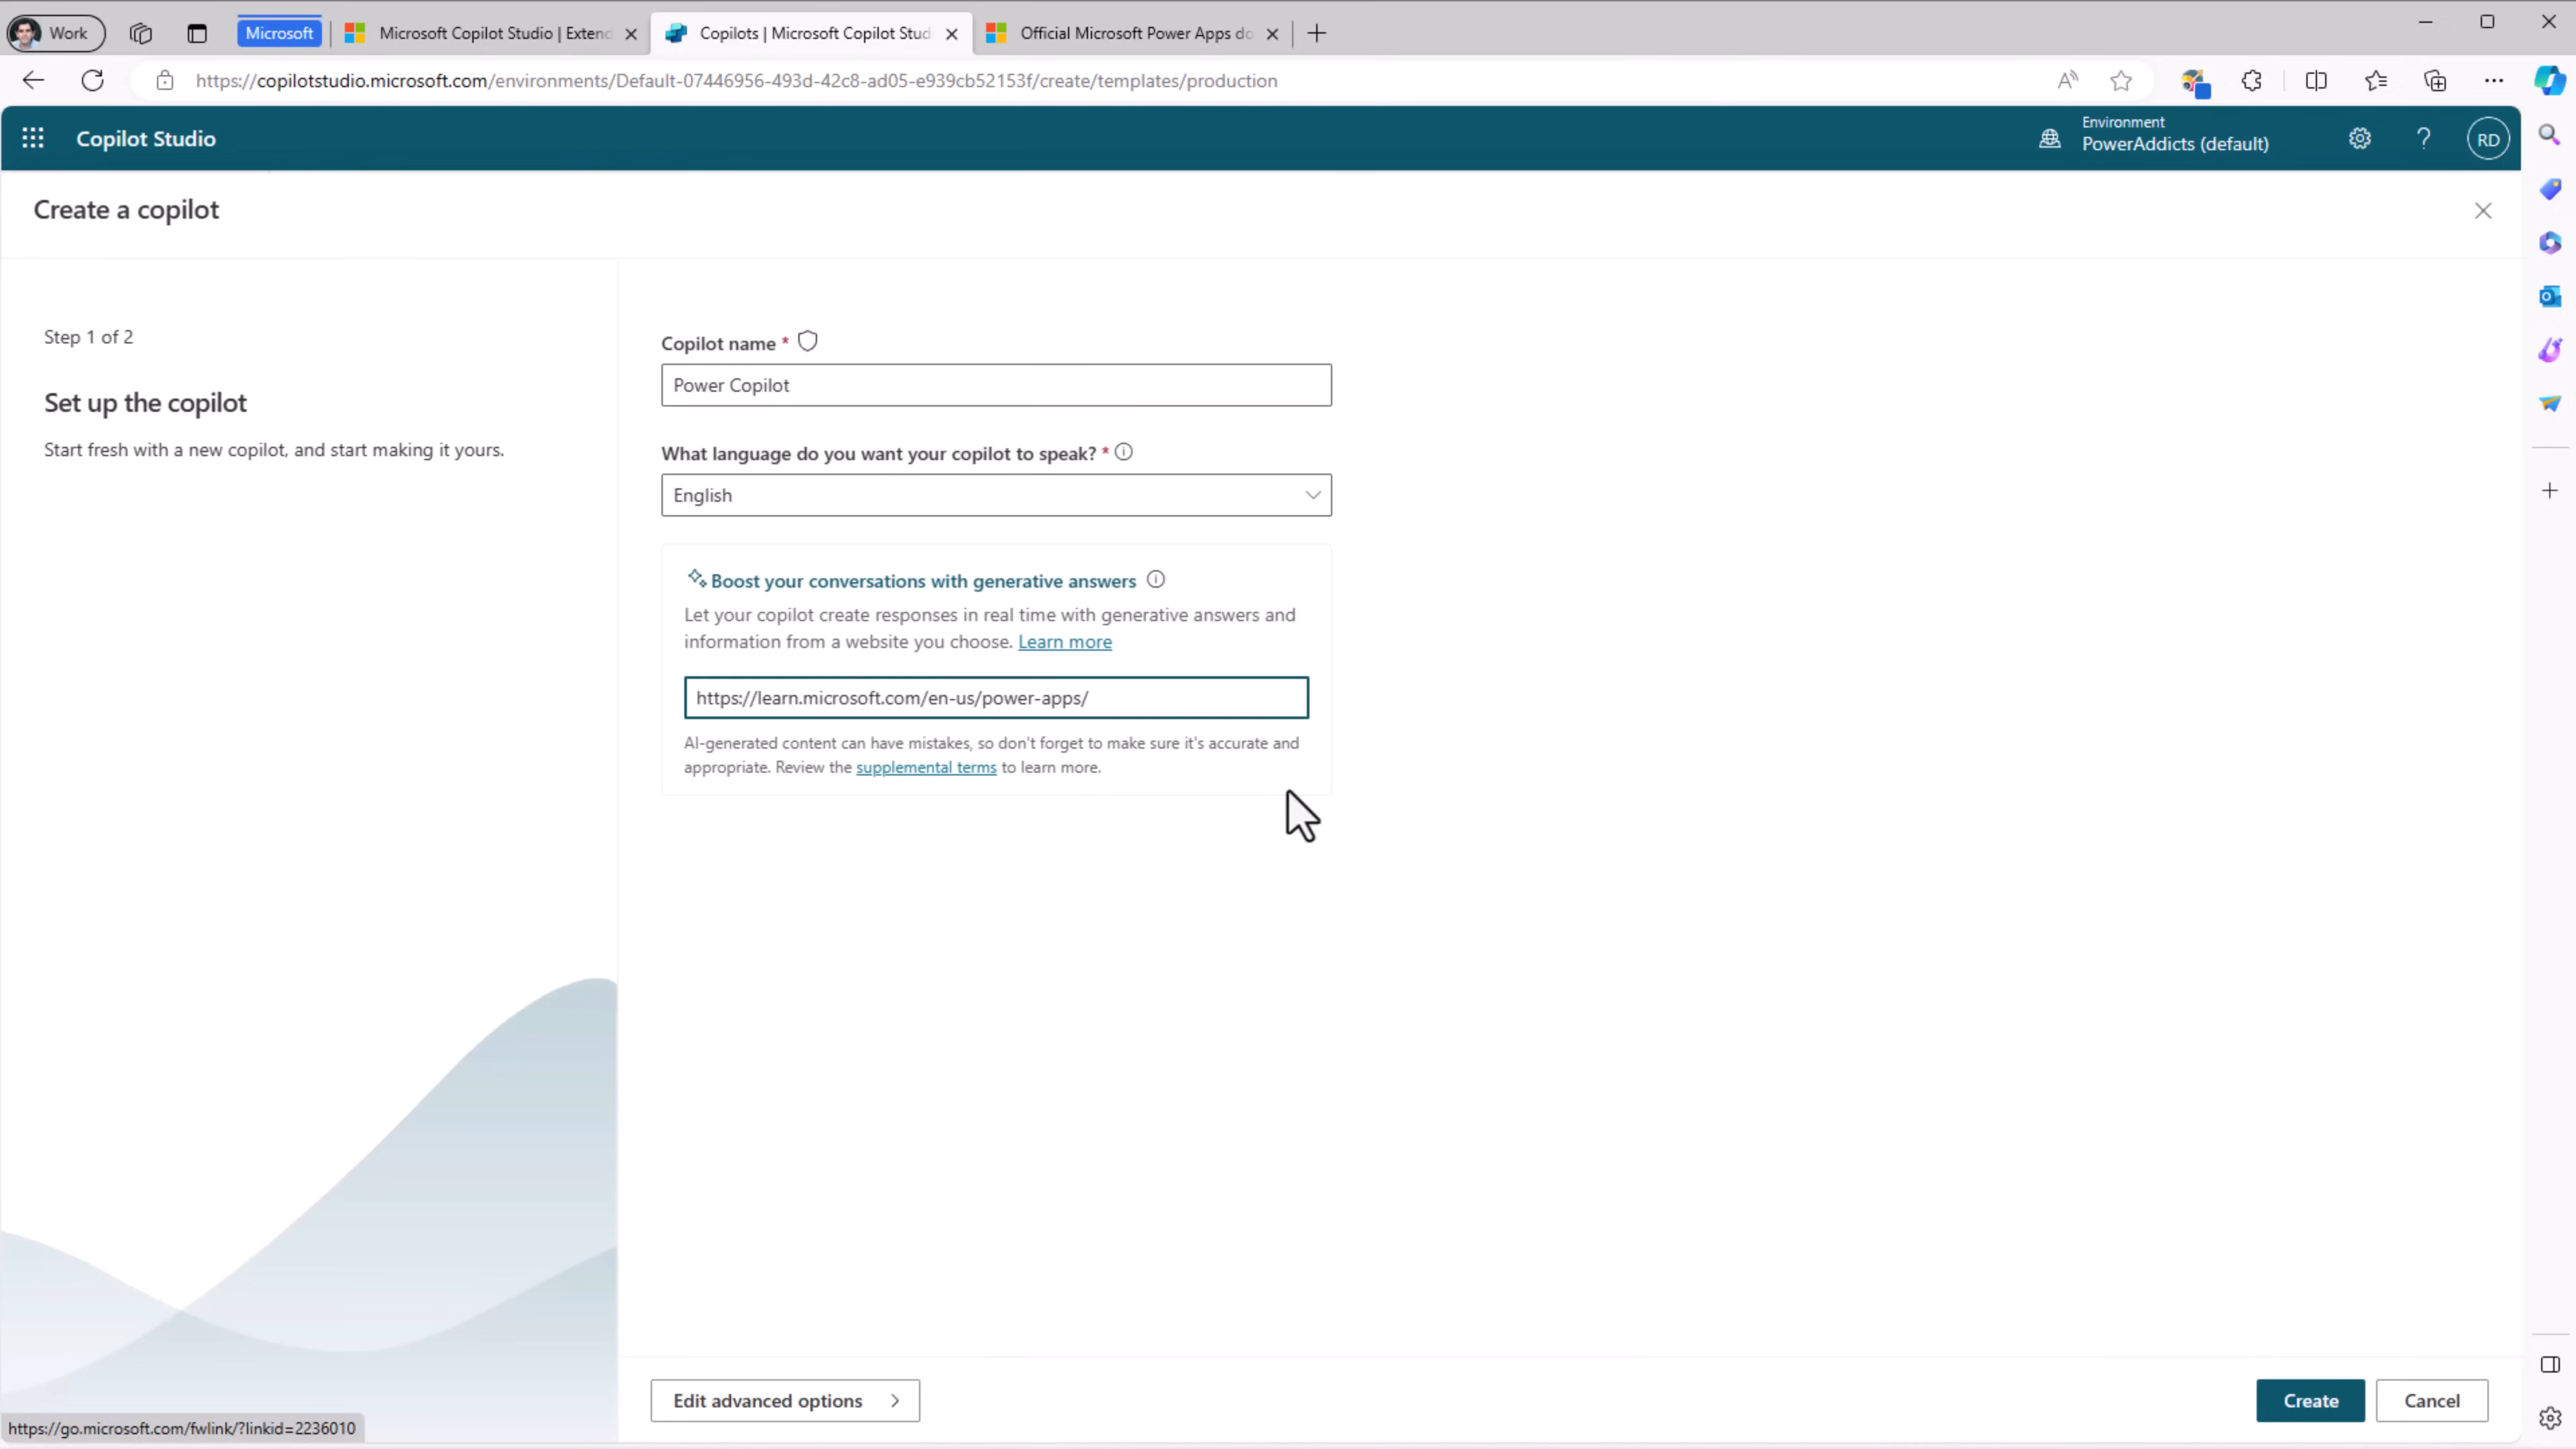 Work
Microsoft
Microsoft Copilot Studio | Extend
Copilots | Microsoft Copilot Stud
Official Microsoft Power Apps do
https://copilotstudio.microsoft.com/environments/Default-07446956-493d-42c8-ad05-e939cb52153f/create/templates/production
Copilot Studio
Environment
PowerAddicts (default)
RD
Create a copilot
Step 1 of 2
Set up the copilot
Start fresh with a new copilot, and start making it yours.
Copilot name *
Power Copilot
What language do you want your copilot to speak? *
English
Boost your conversations with generative answers
Let your copilot create responses in real time with generative answers and
information from a website you choose. Learn more
https://learn.microsoft.com/en-us/power-apps/
AI-generated content can have mistakes, so don't forget to make sure it's accurate and
appropriate. Review the supplemental terms to learn more.
Edit advanced options
Create
Cancel
https://go.microsoft.com/fwlink/?linkid=2236010